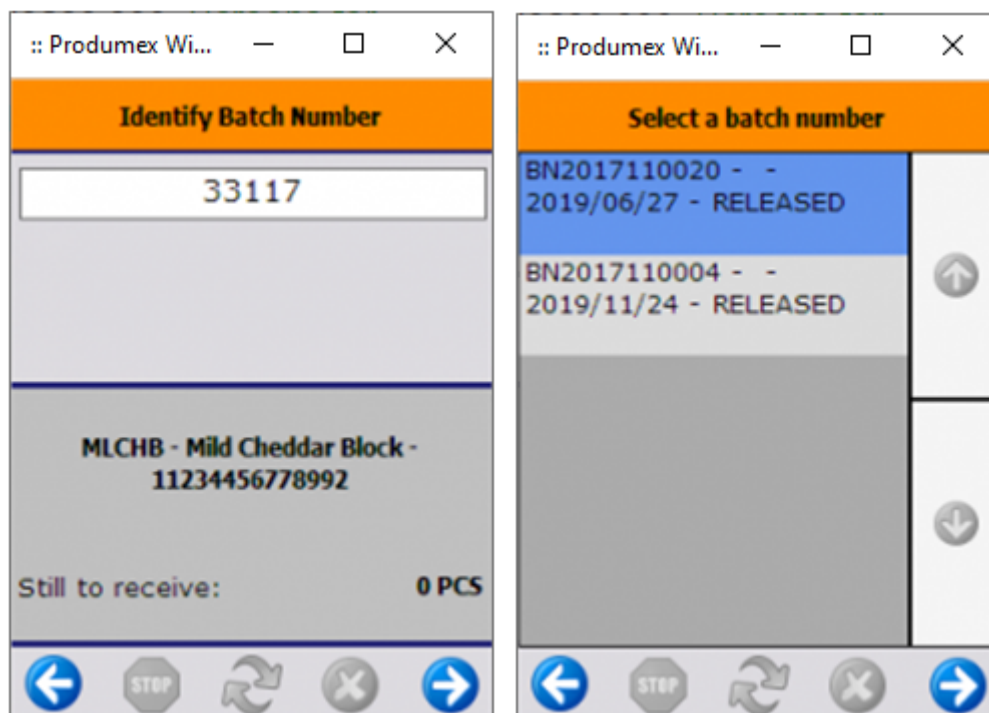 :: Produmex Wi...
Identify Batch Number
33117
MLCHB - Mild Cheddar Block -
11234456778992
Still to receive: 0 PCS
STOP
:: Produmex Wi...
Select a batch number
BN2017110020 - -
2019/06/27 - RELEASED
BN2017110004 - -
2019/11/24 - RELEASED
STOP